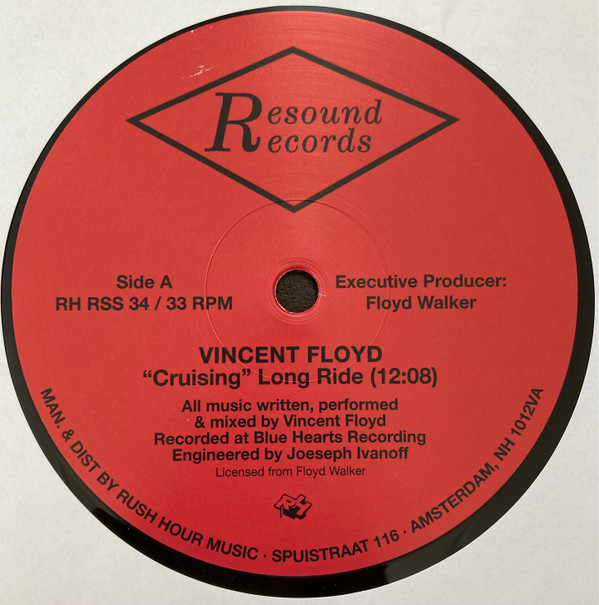 Resound
Records
Side A
RH RSS 34 / 33 RPM
Executive Producer:
Floyd Walker
VINCENT FLOYD
“Cruising” Long Ride (12:08)
All music written, performed
& mixed by Vincent Floyd
Recorded at Blue Hearts Recording
Engineered by Joeseph Ivanoff
Licensed from Floyd Walker
RH
MAN. & DIST BY RUSH HOUR MUSIC · SPUISTRAAT 116 · AMSTERDAM, NH 1012VA